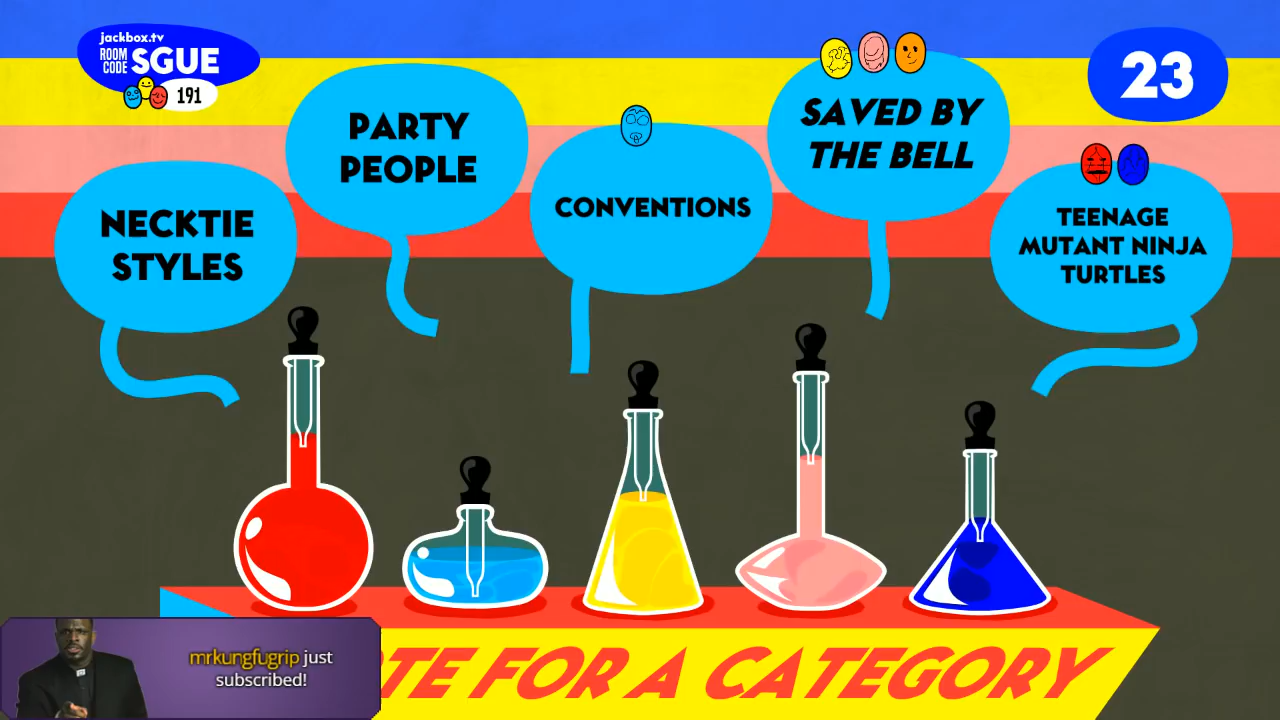 jackbox.tv
ROOM CODE SGUE
191
23
NECKTIE
STYLES
PARTY
PEOPLE
CONVENTIONS
SAVED BY
THE BELL
TEENAGE
MUTANT NINJA
TURTLES
TE FOR A CATEGORY
mrkungfugrip just
subscribed!